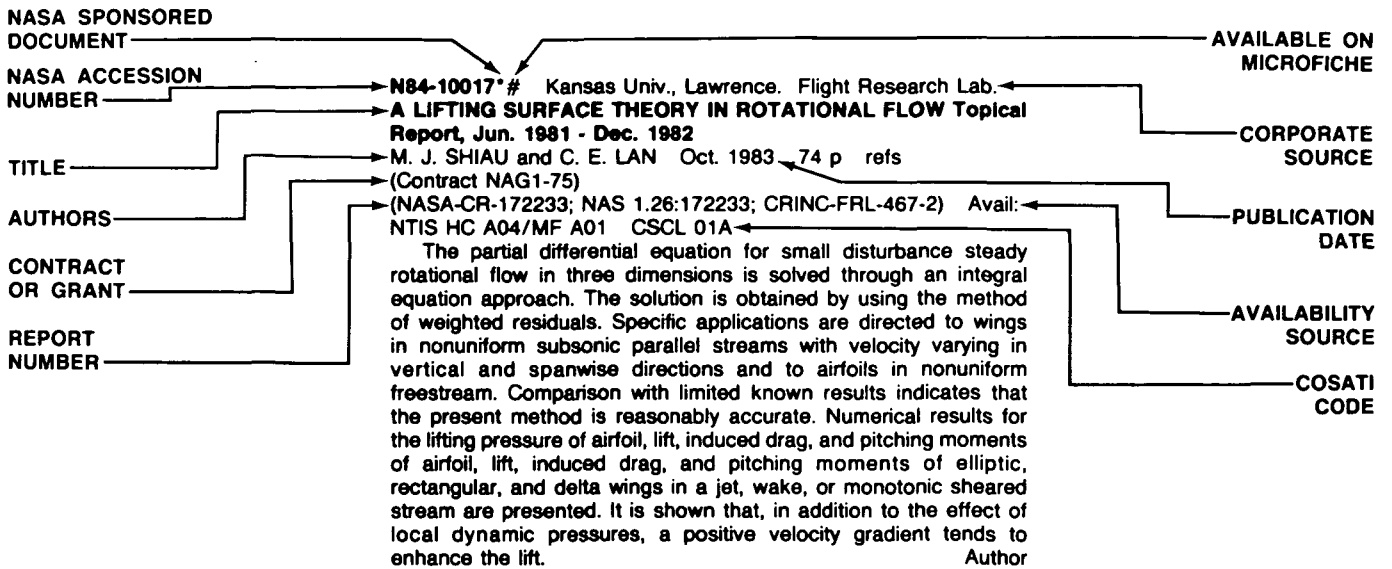 NASA SPONSORED
DOCUMENT
NASA ACCESSION
NUMBER
TITLE
AUTHORS
CONTRACT
OR GRANT
REPORT
NUMBER
N84-10017*# Kansas Univ., Lawrence. Flight Research Lab.
A LIFTING SURFACE THEORY IN ROTATIONAL FLOW Topical
Report, Jun. 1981 - Dec. 1982
M. J. SHIAU and C. E. LAN Oct. 1983 74 p refs
(Contract NAG1-75)
(NASA-CR-172233; NAS 1.26:172233; CRINC-FRL-467-2) Avail:
NTIS HC A04/MF A01 CSCL 01A
The partial differential equation for small disturbance steady
rotational flow in three dimensions is solved through an integral
equation approach. The solution is obtained by using the method
of weighted residuals. Specific applications are directed to wings
in nonuniform subsonic parallel streams with velocity varying in
vertical and spanwise directions and to airfoils in nonuniform
freestream. Comparison with limited known results indicates that
the present method is reasonably accurate. Numerical results for
the lifting pressure of airfoil, lift, induced drag, and pitching moments
of airfoil, lift, induced drag, and pitching moments of elliptic,
rectangular, and delta wings in a jet, wake, or monotonic sheared
stream are presented. It is shown that, in addition to the effect of
local dynamic pressures, a positive velocity gradient tends to
enhance the lift. Author
AVAILABLE ON
MICROFICHE
CORPORATE
SOURCE
PUBLICATION
DATE
AVAILABILITY
SOURCE
COSATI
CODE